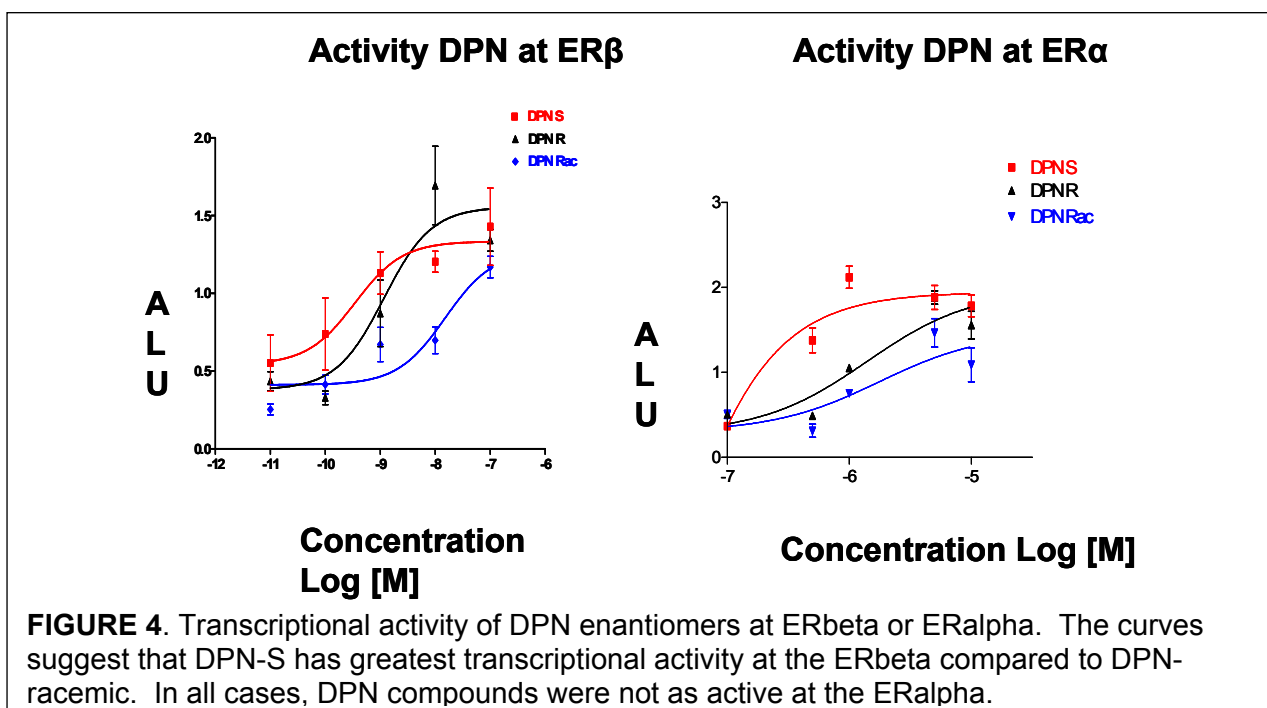 Activity DPN at ERβ
Activity DPN at ERα
DPN S
DPN R
DPN Rac
2.0
1.5
1.0
0.5
0.0
-12
-11
-10
-9
-8
-7
-6
A
L
U
Concentration
Log [M]
DPNS
DPNR
DPNRac
3
2
1
0
-7
-6
-5
A
L
U
Concentration Log [M]
FIGURE 4. Transcriptional activity of DPN enantiomers at ERbeta or ERalpha. The curves
suggest that DPN-S has greatest transcriptional activity at the ERbeta compared to DPN-
racemic. In all cases, DPN compounds were not as active at the ERalpha.